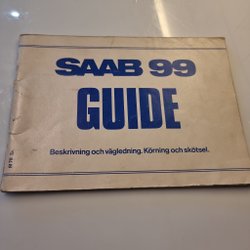 SAAB 99
GUIDE
Beskrivning och vägledning. Körning och skötsel.